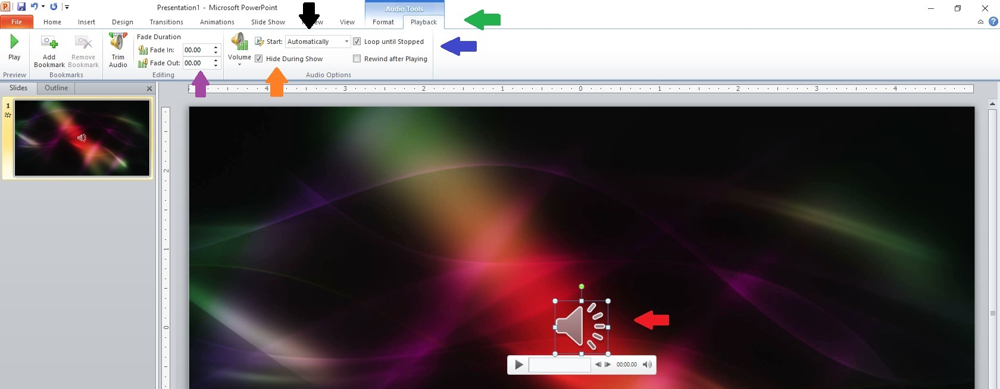 Presentation1 - Microsoft PowerPoint
Audio Tools
File Home Insert Design Transitions Animations Slide Show View Format Playback
Play
Add Bookmark
Remove Bookmark
Trim Audio
Fade Duration
Fade In: 00.00
Fade Out: 00.00
Volume
Start: Automatically
Hide During Show
Loop until Stopped
Rewind after Playing
Preview Bookmarks Editing Audio Options
Slides Outline
4 3 2 1 0 1 2 3 4
1
2
1
0
00:00.00